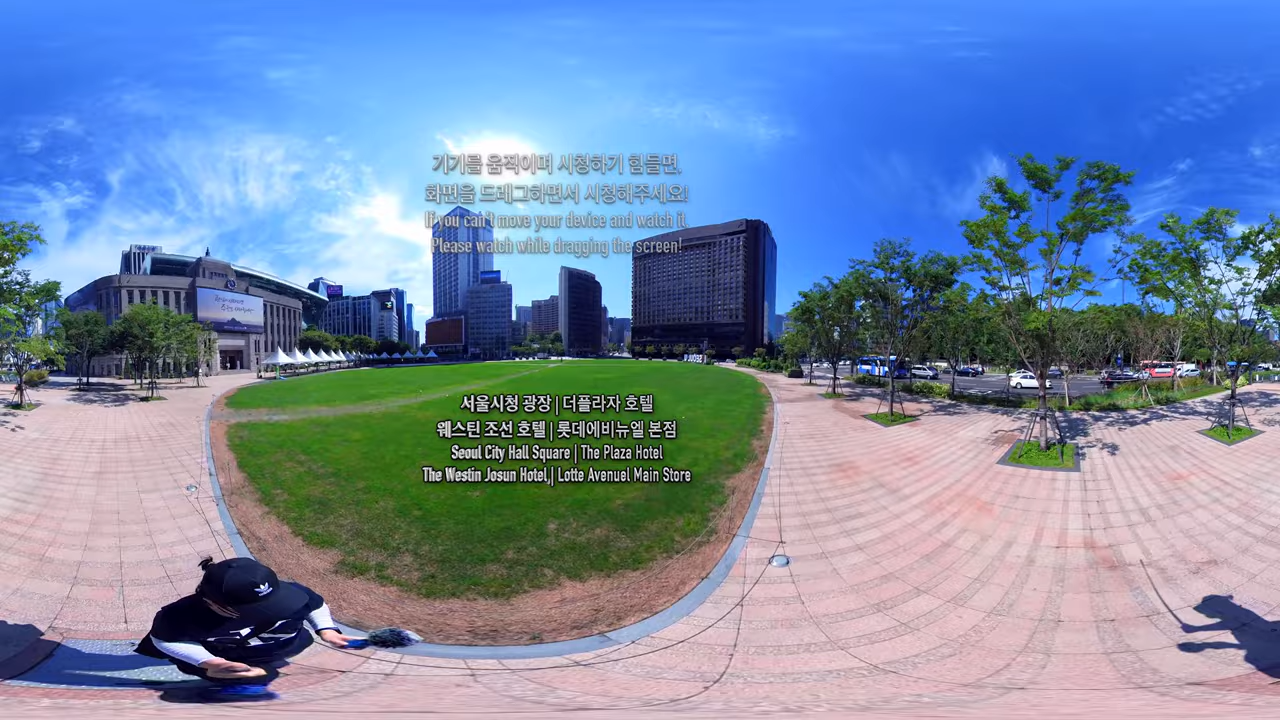 기기를 움직이며 시청하기 힘들면,
화면을 드래그하면서 시청해주세요!
If you can't move your device and watch it,
Please watch while dragging the screen!
서울시청 광장 | 더플라자 호텔
웨스틴 조선 호텔 | 롯데에비뉴엘 본점
Seoul City Hall Square | The Plaza Hotel
The Westin Josun Hotel,| Lotte Avenuel Main Store